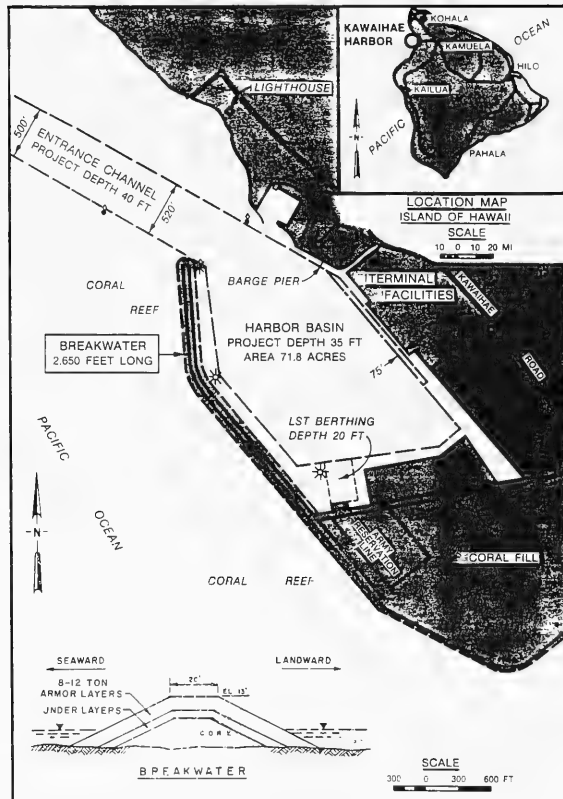 KAWAIHAE
HARBOR
KOHALA
OCEAN
KAMUELA
HILO
KAILUA
-N-
PACIFIC
PAHALA
LOCATION MAP
ISLAND OF HAWAII
SCALE
10 0 10 20 MI
LIGHTHOUSE
500'
ENTRANCE CHANNEL
PROJECT DEPTH 40 FT
520'
CORAL
REEF
BARGE PIER
TERMINAL
FACILITIES
KAWAIHAE
ROAD
BREAKWATER
2,650 FEET LONG
HARBOR BASIN
PROJECT DEPTH 35 FT
AREA 71.8 ACRES
75'
LST BERTHING
DEPTH 20 FT
PACIFIC
OCEAN
-N-
ARMY
RESERVATION
LINE
CORAL FILL
CORAL REEF
SEAWARD
LANDWARD
8-12 TON
ARMOR LAYERS
UNDER LAYERS
20'
EL 13'
CORE
BREAKWATER
SCALE
300 0 300 600 FT